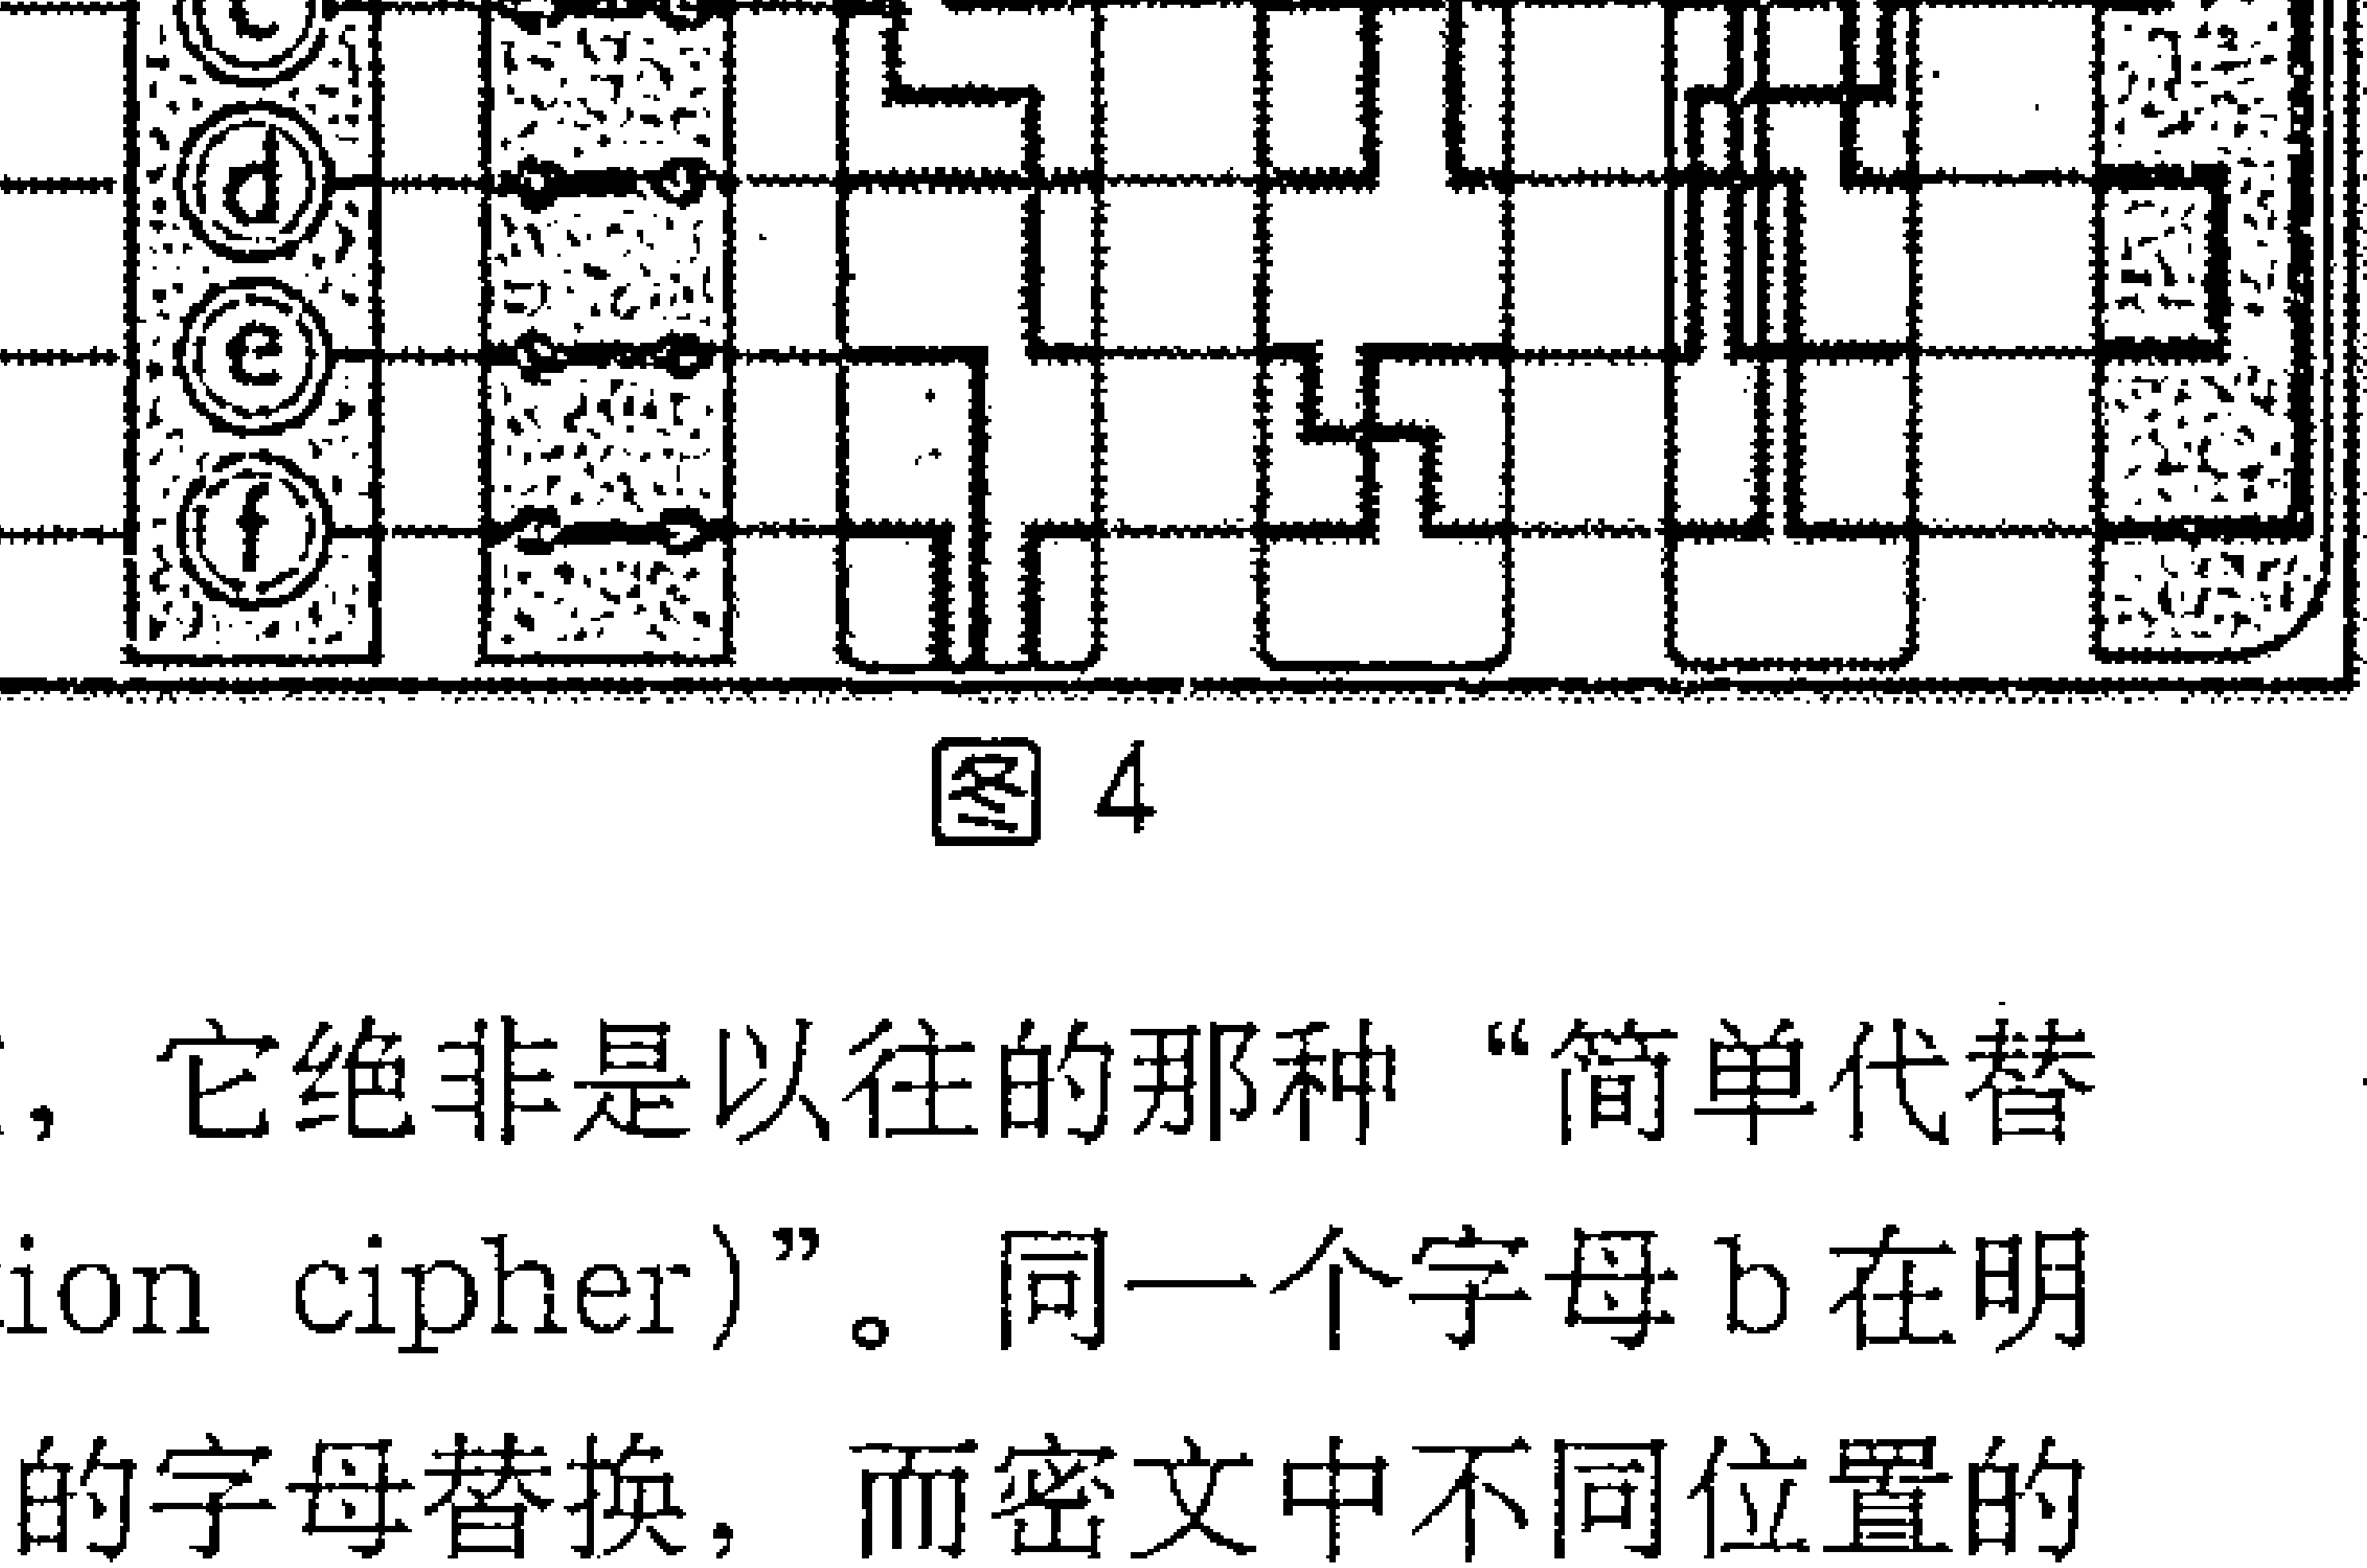 c
d
e
f
图 4
，它绝非是以往的那种“简单代替
ion cipher)”。同一个字母 b 在明
的字母替换，而密文中不同位置的